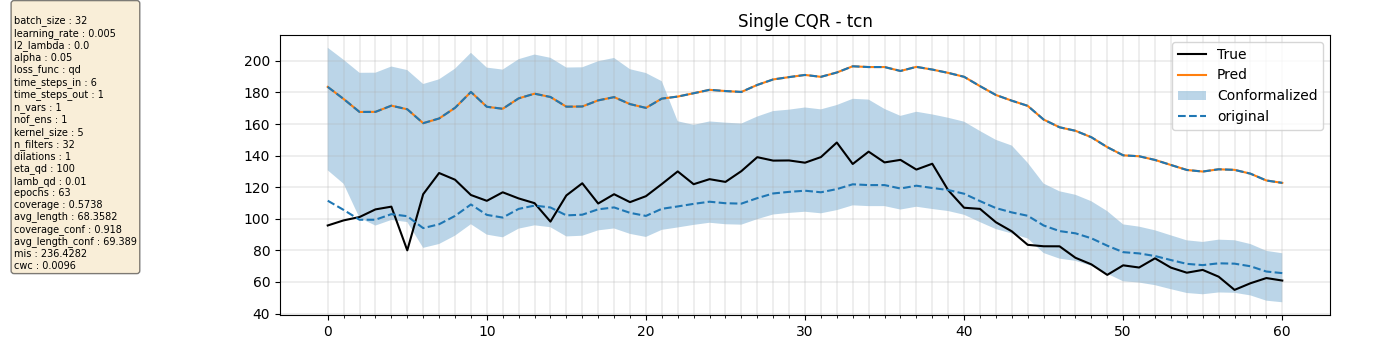 batch_size : 32
learning_rate : 0.005
l2_lambda : 0.0
alpha : 0.05
loss_func : qd
time_steps_in : 6
time_steps_out : 1
n_vars : 1
nof_ens : 1
kernel_size : 5
n_filters : 32
dilations : 1
eta_qd : 100
lamb_qd : 0.01
epochs : 63
coverage : 0.5738
avg_length : 68.3582
coverage_conf : 0.918
avg_length_conf : 69.389
mis : 236.4282
cwc : 0.0096
Single CQR - tcn
True
Pred
Conformalized
original
200
180
160
140
120
100
80
60
40
0 10 20 30 40 50 60